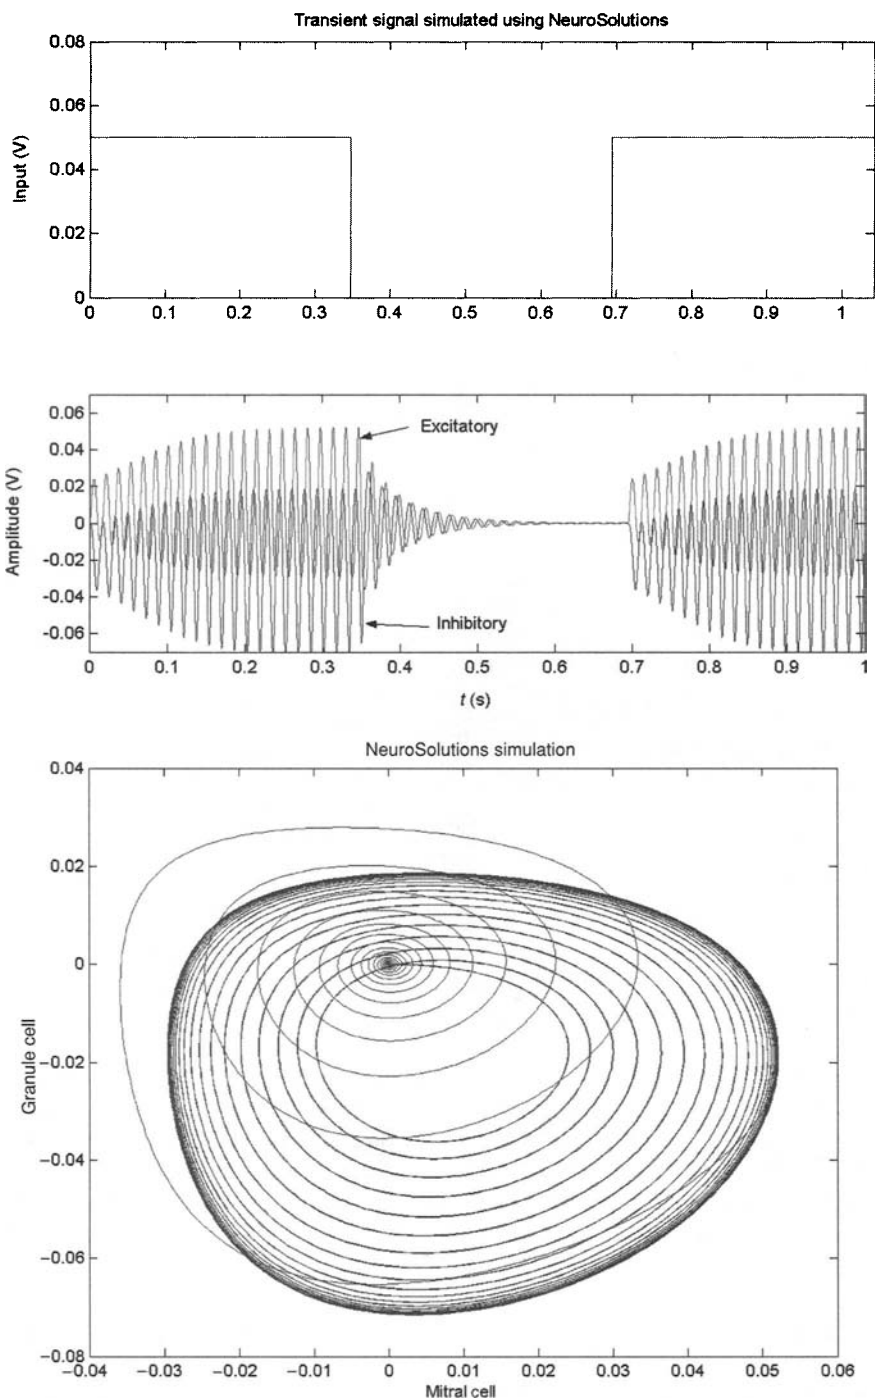 Transient signal simulated using NeuroSolutions
0.08
0.06
0.04
0.02
0
Input (V)
0 0.1 0.2 0.3 0.4 0.5 0.6 0.7 0.8 0.9 1
0.06
0.04
0.02
0
-0.02
-0.04
-0.06
Amplitude (V)
Excitatory
Inhibitory
0 0.1 0.2 0.3 0.4 0.5 0.6 0.7 0.8 0.9 1
t (s)
NeuroSolutions simulation
0.04
0.02
0
−0.02
−0.04
−0.06
−0.08
Granule cell
−0.04 −0.03 −0.02 −0.01 0 0.01 0.02 0.03 0.04 0.05 0.06
Mitral cell